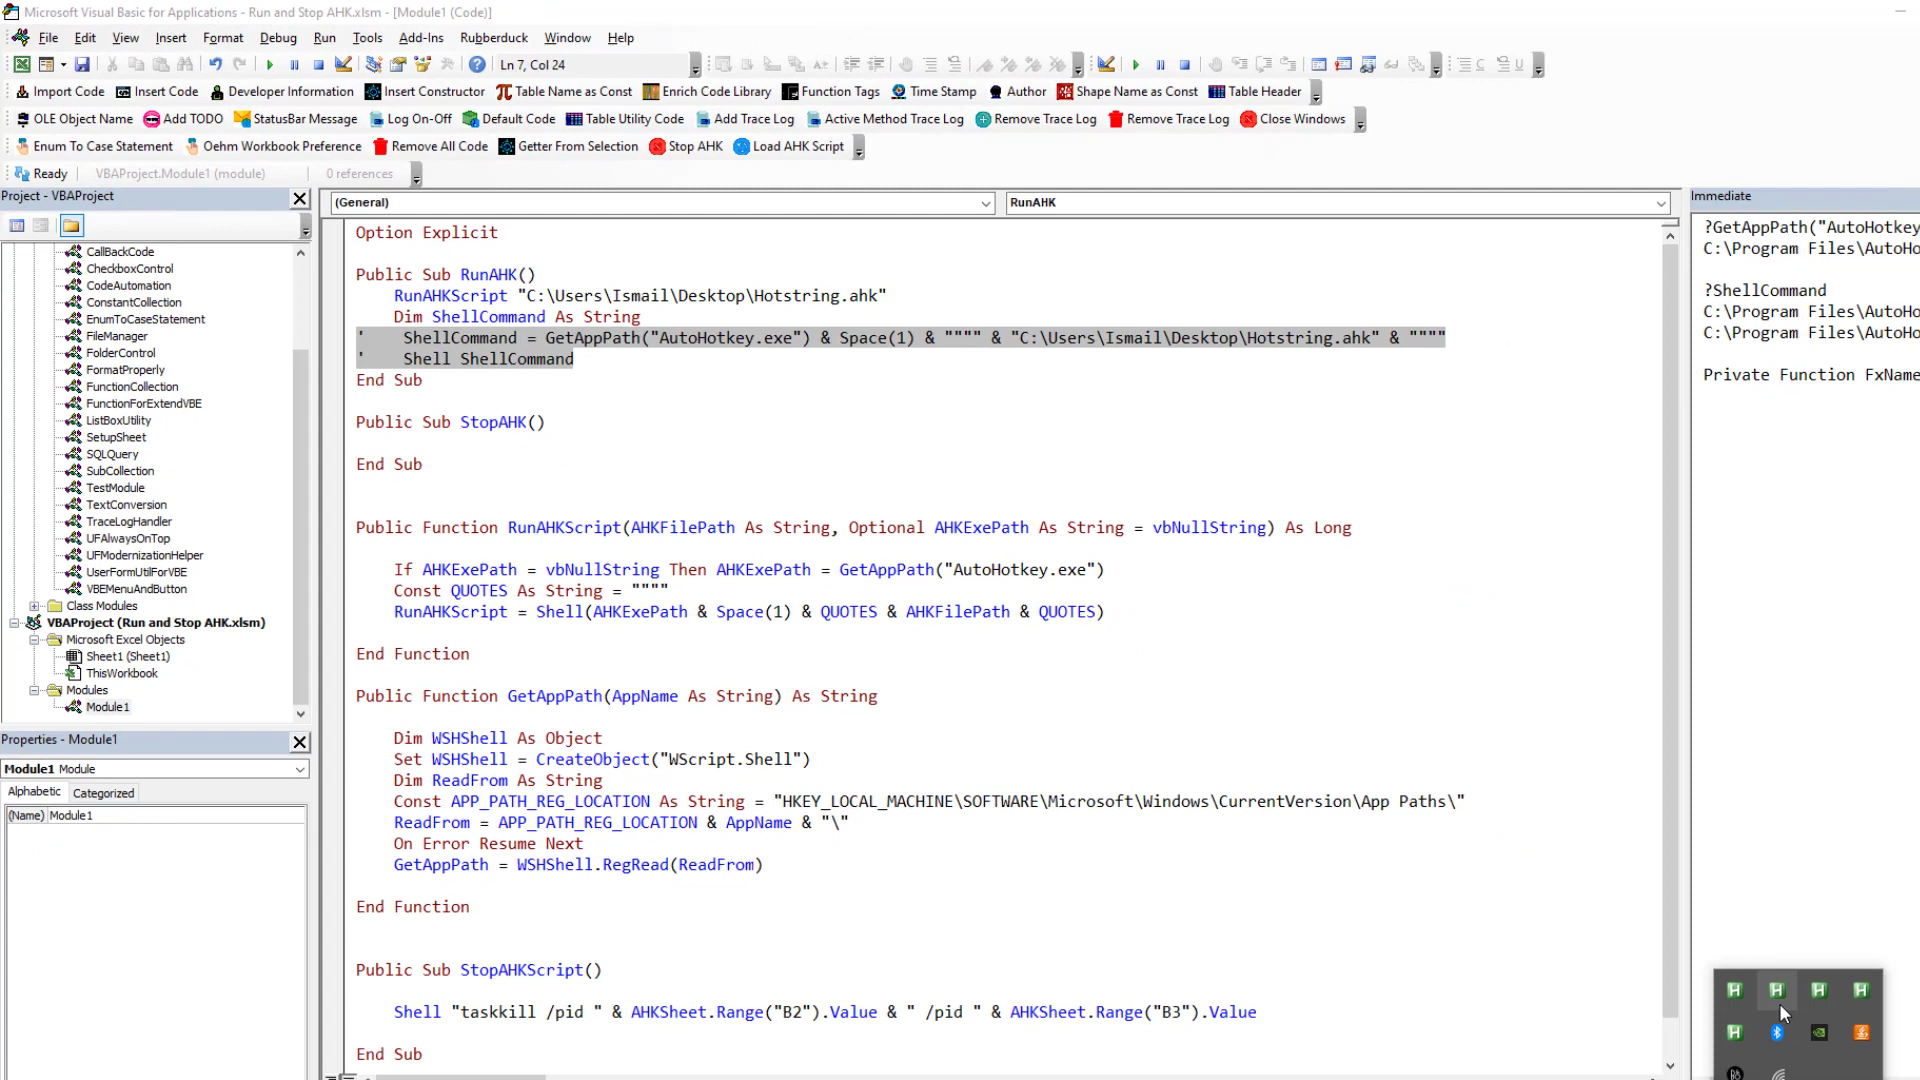 Microsoft Visual Basic for Applications - Run and Stop AHK.xlsm - [Module1 (Code)]
File Edit View Insert Format Debug Run Tools Add-Ins Rubberduck Window Help
Ln 7, Col 24
Import Code Insert Code Developer Information Insert Constructor Table Name as Const Enrich Code Library Function Tags Time Stamp Author Shape Name as Const Table Header
OLE Object Name Add TODO StatusBar Message Log On-Off Default Code Table Utility Code Add Trace Log Active Method Trace Log Remove Trace Log Remove Trace Log Close Windows
Enum To Case Statement Oehm Workbook Preference Remove All Code Getter From Selection Stop AHK Load AHK Script
Ready VBAProject.Module1 (module) 0 references
Project - VBAProject
CallBackCode
CheckboxControl
CodeAutomation
ConstantCollection
EnumToCaseStatement
FileManager
FolderControl
FormatProperly
FunctionCollection
FunctionForExtendVBE
ListBoxUtility
SetupSheet
SQLQuery
SubCollection
TestModule
TextConversion
TraceLogHandler
UFAlwaysOnTop
UFModernizationHelper
UserFormUtilForVBE
VBEMenuAndButton
Class Modules
VBAProject (Run and Stop AHK.xlsm)
Microsoft Excel Objects
Sheet1 (Sheet1)
ThisWorkbook
Modules
Module1
Properties - Module1
Module1 Module
Alphabetic Categorized
(Name) Module1
(General) RunAHK
Option Explicit
Public Sub RunAHK()
RunAHKScript "C:\Users\Ismail\Desktop\Hotstring.ahk"
Dim ShellCommand As String
' ShellCommand = GetAppPath("AutoHotkey.exe") & Space(1) & """" & "C:\Users\Ismail\Desktop\Hotstring.ahk" & """"
' Shell ShellCommand
End Sub
Public Sub StopAHK()
End Sub
Public Function RunAHKScript(AHKFilePath As String, Optional AHKExePath As String = vbNullString) As Long
If AHKExePath = vbNullString Then AHKExePath = GetAppPath("AutoHotkey.exe")
Const QUOTES As String = """"
RunAHKScript = Shell(AHKExePath & Space(1) & QUOTES & AHKFilePath & QUOTES)
End Function
Public Function GetAppPath(AppName As String) As String
Dim WSHShell As Object
Set WSHShell = CreateObject("WScript.Shell")
Dim ReadFrom As String
Const APP_PATH_REG_LOCATION As String = "HKEY_LOCAL_MACHINE\SOFTWARE\Microsoft\Windows\CurrentVersion\App Paths\"
ReadFrom = APP_PATH_REG_LOCATION & AppName & "\"
On Error Resume Next
GetAppPath = WSHShell.RegRead(ReadFrom)
End Function
Public Sub StopAHKScript()
Shell "taskkill /pid " & AHKSheet.Range("B2").Value & " /pid " & AHKSheet.Range("B3").Value
End Sub
Immediate
?GetAppPath("AutoHotkey
C:\Program Files\AutoHo
?ShellCommand
C:\Program Files\AutoHo
C:\Program Files\AutoHo
Private Function FxName
H H H H
H